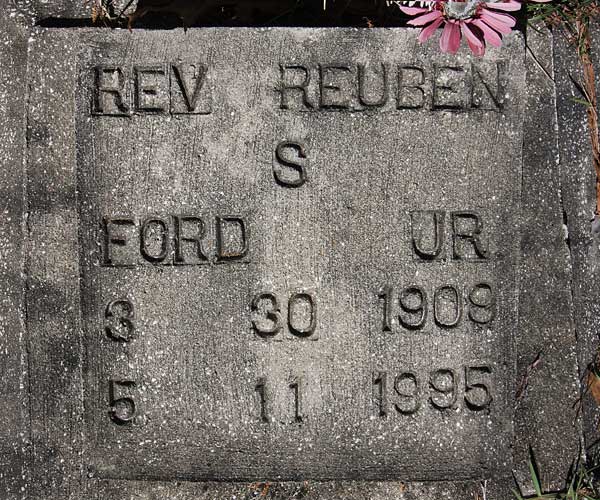 REV REUBEN
S
FORD JR.
3 30 1909
5 11 1995